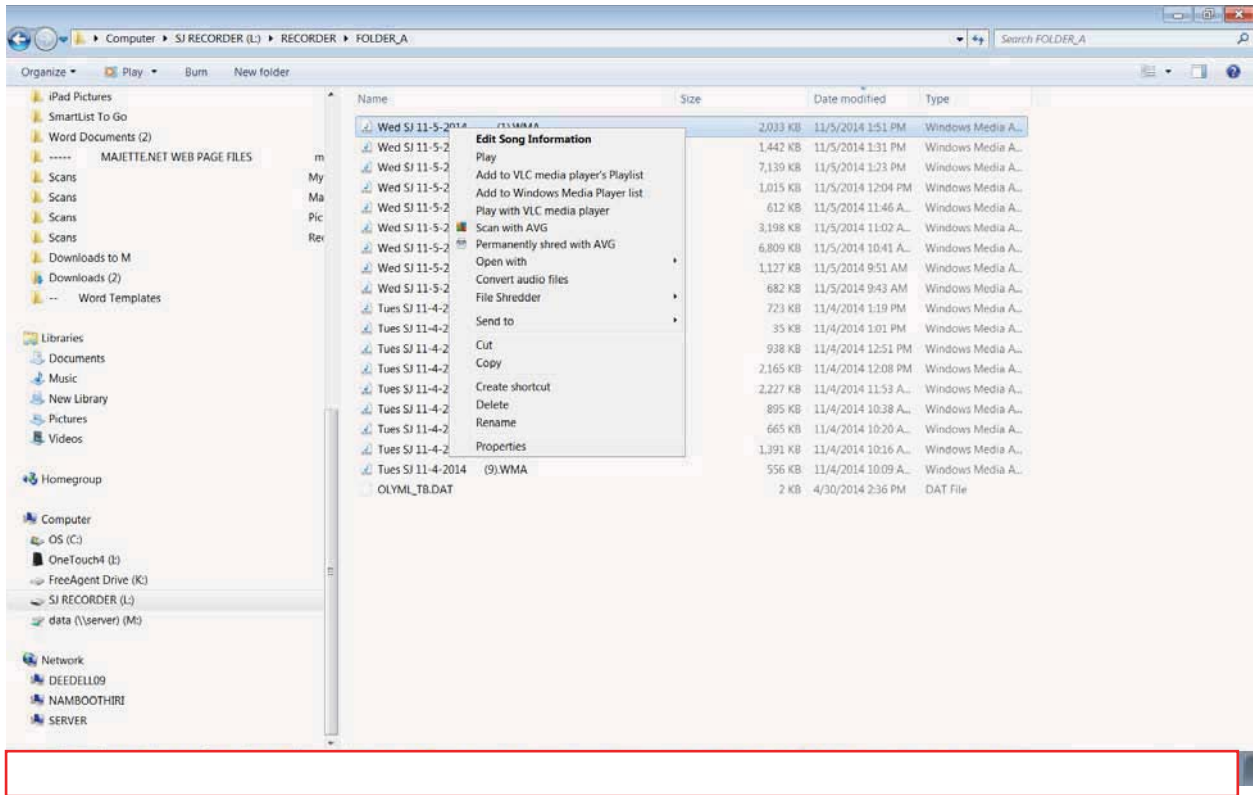 Computer ▸ SJ RECORDER (L:) ▸ RECORDER ▸ FOLDER_A
Search FOLDER_A
Organize
Play
Burn
New folder
iPad Pictures
SmartList To Go
Word Documents (2)
----- MAJETTE.NET WEB PAGE FILES m
Scans My
Scans Ma
Scans Pic
Scans Rec
Downloads to M
Downloads (2)
-- Word Templates
Libraries
Documents
Music
New Library
Pictures
Videos
Homegroup
Computer
OS (C:)
OneTouch4 (I:)
FreeAgent Drive (K:)
SJ RECORDER (L:)
data (\\server) (M:)
Network
DEEDELL09
NAMBOOTHIRI
SERVER
Name Size Date modified Type
Wed SJ 11-5-2014 (1).WMA 2,033 KB 11/5/2014 1:51 PM Windows Media A...
Wed SJ 11-5-2 1,442 KB 11/5/2014 1:31 PM Windows Media A...
Wed SJ 11-5-2 7,139 KB 11/5/2014 1:23 PM Windows Media A...
Wed SJ 11-5-2 1,015 KB 11/5/2014 12:04 PM Windows Media A...
Wed SJ 11-5-2 612 KB 11/5/2014 11:46 A... Windows Media A...
Wed SJ 11-5-2 3,198 KB 11/5/2014 11:02 A... Windows Media A...
Wed SJ 11-5-2 6,809 KB 11/5/2014 10:41 A... Windows Media A...
Wed SJ 11-5-2 1,127 KB 11/5/2014 9:51 AM Windows Media A...
Wed SJ 11-5-2 682 KB 11/5/2014 9:43 AM Windows Media A...
Tues SJ 11-4-2 723 KB 11/4/2014 1:19 PM Windows Media A...
Tues SJ 11-4-2 35 KB 11/4/2014 1:01 PM Windows Media A...
Tues SJ 11-4-2 938 KB 11/4/2014 12:51 PM Windows Media A...
Tues SJ 11-4-2 2,165 KB 11/4/2014 12:08 PM Windows Media A...
Tues SJ 11-4-2 2,227 KB 11/4/2014 11:53 A... Windows Media A...
Tues SJ 11-4-2 895 KB 11/4/2014 10:38 A... Windows Media A...
Tues SJ 11-4-2 665 KB 11/4/2014 10:20 A... Windows Media A...
Tues SJ 11-4-2 1,391 KB 11/4/2014 10:16 A... Windows Media A...
Tues SJ 11-4-2014 (9).WMA 556 KB 11/4/2014 10:09 A... Windows Media A...
OLYML_TB.DAT 2 KB 4/30/2014 2:36 PM DAT File
Edit Song Information
Play
Add to VLC media player's Playlist
Add to Windows Media Player list
Play with VLC media player
Scan with AVG
Permanently shred with AVG
Open with
Convert audio files
File Shredder
Send to
Cut
Copy
Create shortcut
Delete
Rename
Properties